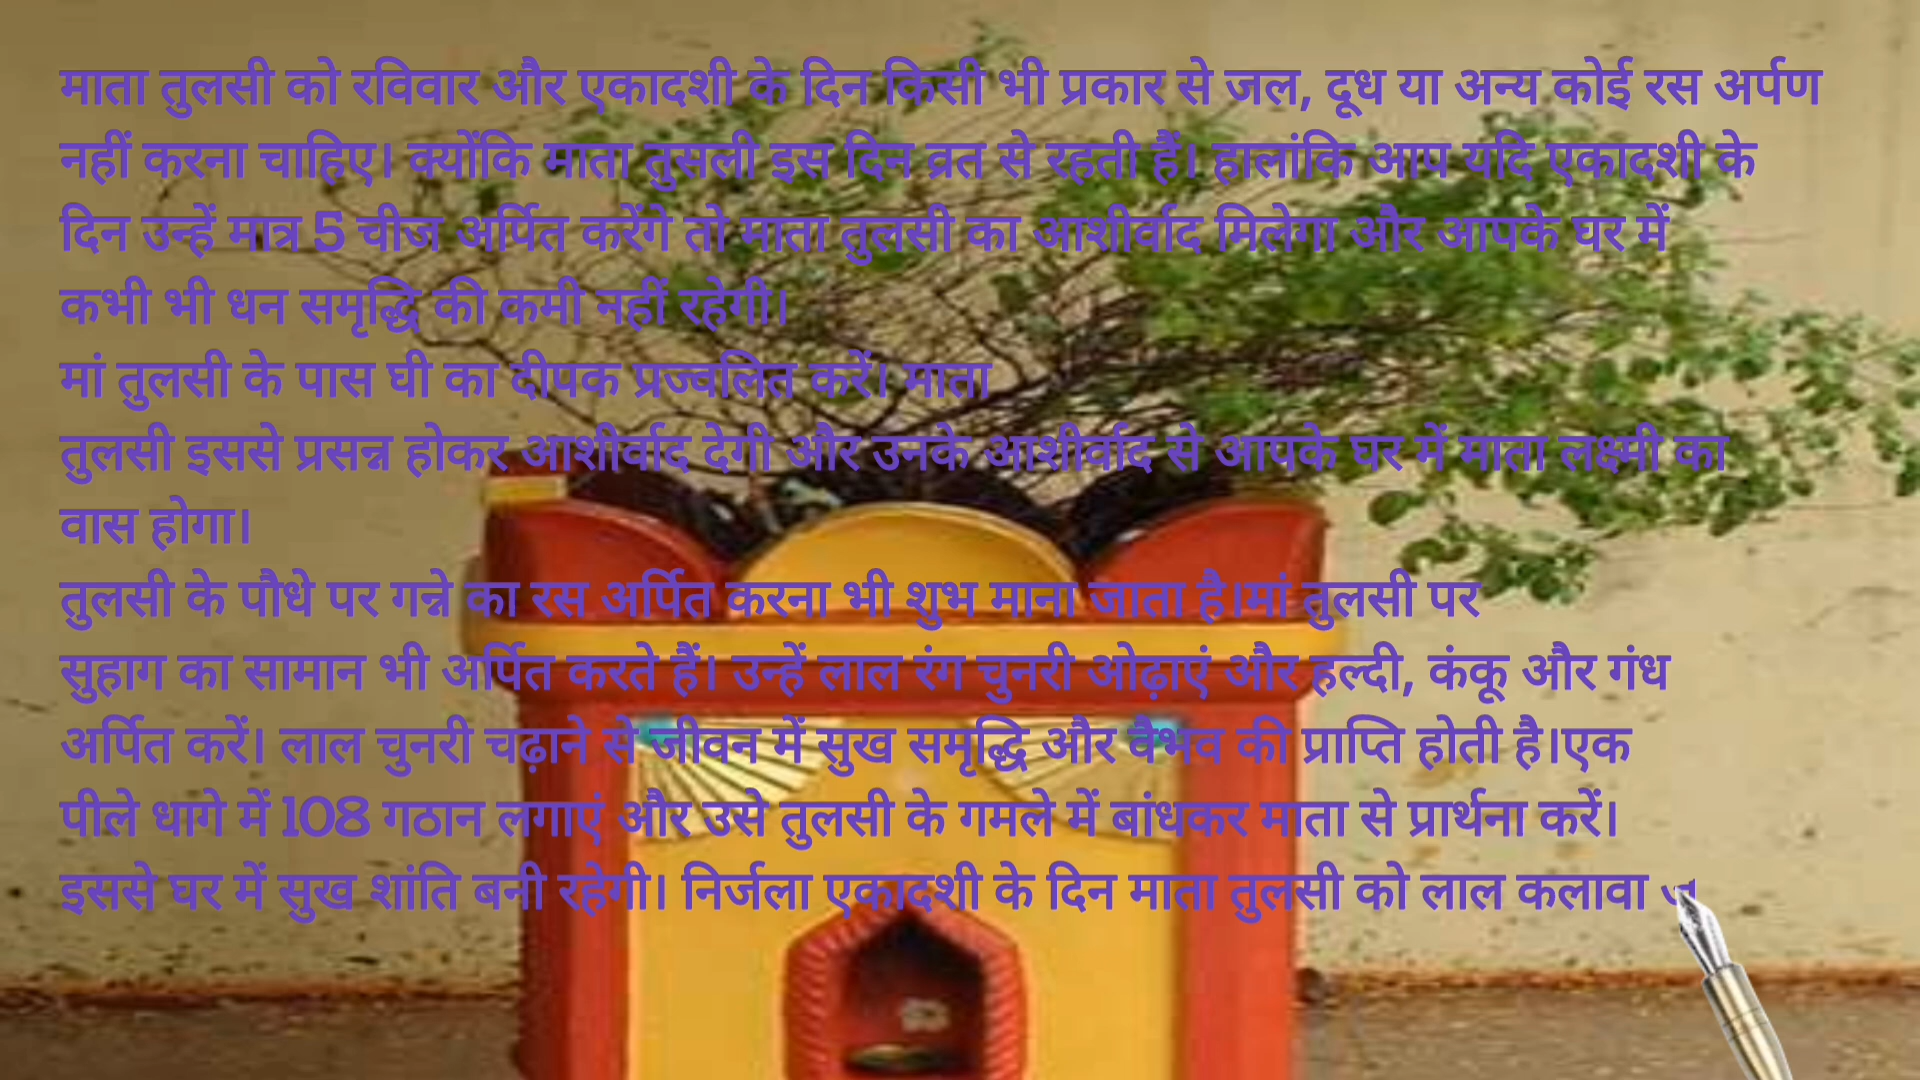 माता तुलसी को रविवार और एकादशी के दिन किसी भी प्रकार से जल, दूध या अन्य कोई रस अर्पण
नहीं करना चाहिए। क्योंकि माता तुसली इस दिन व्रत से रहती हैं। हालांकि आप यदि एकादशी के
दिन उन्हें मात्र 5 चीज अर्पित करेंगे तो माता तुलसी का आशीर्वाद मिलेगा और आपके घर में
कभी भी धन समृद्धि की कमी नहीं रहेगी।
मां तुलसी के पास घी का दीपक प्रज्वलित करें। माता
तुलसी इससे प्रसन्न होकर आशीर्वाद देगी और उनके आशीर्वाद से आपके घर में माता लक्ष्मी का
वास होगा।
तुलसी के पौधे पर गन्ने का रस अर्पित करना भी शुभ माना जाता है।मां तुलसी पर
सुहाग का सामान भी अर्पित करते हैं। उन्हें लाल रंग चुनरी ओढ़ाएं और हल्दी, कंकू और गंध
अर्पित करें। लाल चुनरी चढ़ाने से जीवन में सुख समृद्धि और वैभव की प्राप्ति होती है।एक
पीले धागे में 108 गठान लगाएं और उसे तुलसी के गमले में बांधकर माता से प्रार्थना करें।
इससे घर में सुख शांति बनी रहेगी। निर्जला एकादशी के दिन माता तुलसी को लाल कलावा